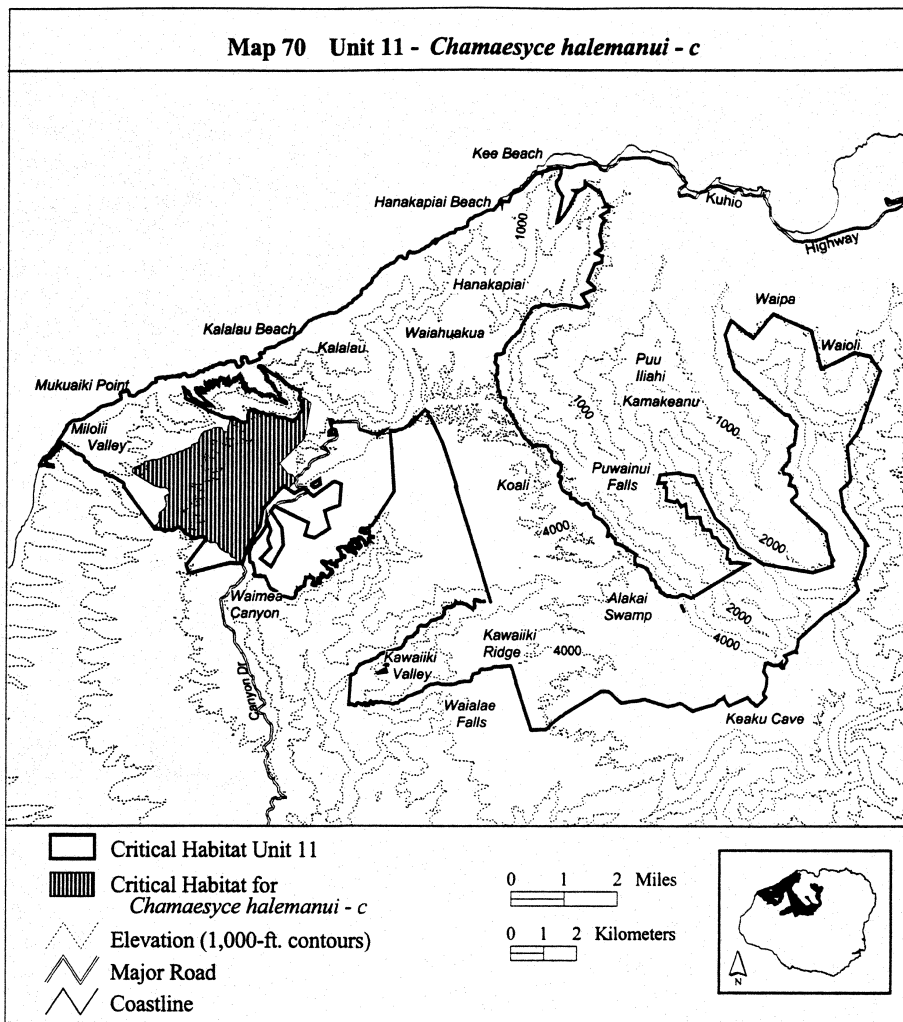 Map 70 Unit 11 - Chamaesyce halemanui - c
Kee Beach
Hanakapiai Beach
Kuhio
Highway
1000
Hanakapiai
Waipa
Kalalau Beach
Waiahuakua
Kalalau
Waioli
Puu
Iliahi
Mukuaiki Point
Kamakeanu
1000
1000
Milolii
Valley
Puwainui
Falls
Koali
4000
2000
Waimea
Canyon
Alakai
Swamp
2000
4000
Kawaiiki
Ridge
4000
Kawaiiki
Valley
Canyon Dr
Waialae
Falls
Keaku Cave
Critical Habitat Unit 11
Critical Habitat for
Chamaesyce halemanui - c
Elevation (1,000-ft. contours)
Major Road
Coastline
0 1 2 Miles
0 1 2 Kilometers
N